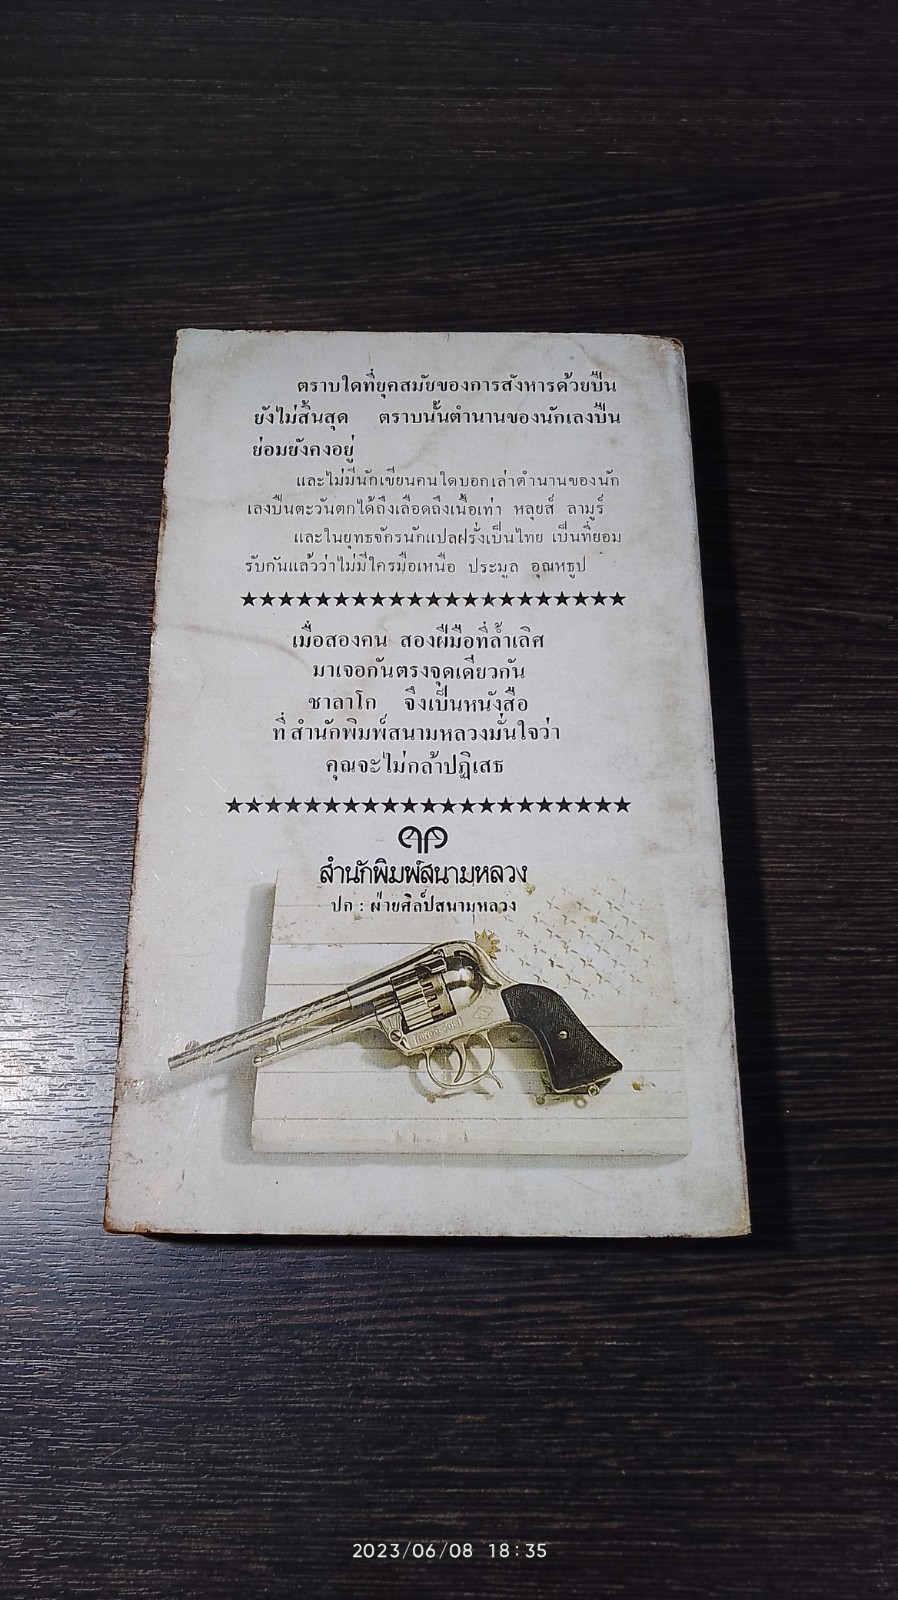 ตราบใดที่ยุคสมัยของการสังหารด้วยปืน
ยังไม่สิ้นสุด ตราบนั้นตำนานของนักเลงปืน
ย่อมยังคงอยู่
และไม่มีนักเขียนคนใดบอกเล่าตำนานของนัก
เลงปืนตะวันตกได้ถึงเลือดถึงเนื้อเท่า หลุยส์ ลามูร์
และในยุทธจักรนักแปลฝรั่งเป็นไทย เป็นที่ยอม
รับกันแล้วว่าไม่มีใครมือเหนือ ประมูล อุณหธูป
★★★★★★★★★★★★★★★★★★★★★
เมื่อสองคน สองฝีมือที่ล้ำเลิศ
มาเจอกันตรงจุดเดียวกัน
ชาลาโก จึงเป็นหนังสือ
ที่ สำนักพิมพ์สนามหลวงมั่นใจว่า
คุณจะไม่กล้าปฏิเสธ
★★★★★★★★★★★★★★★★★★★★★
สำนักพิมพ์สนามหลวง
ปก : ฝ่ายศิลป์สนามหลวง
2023/06/08 18:35